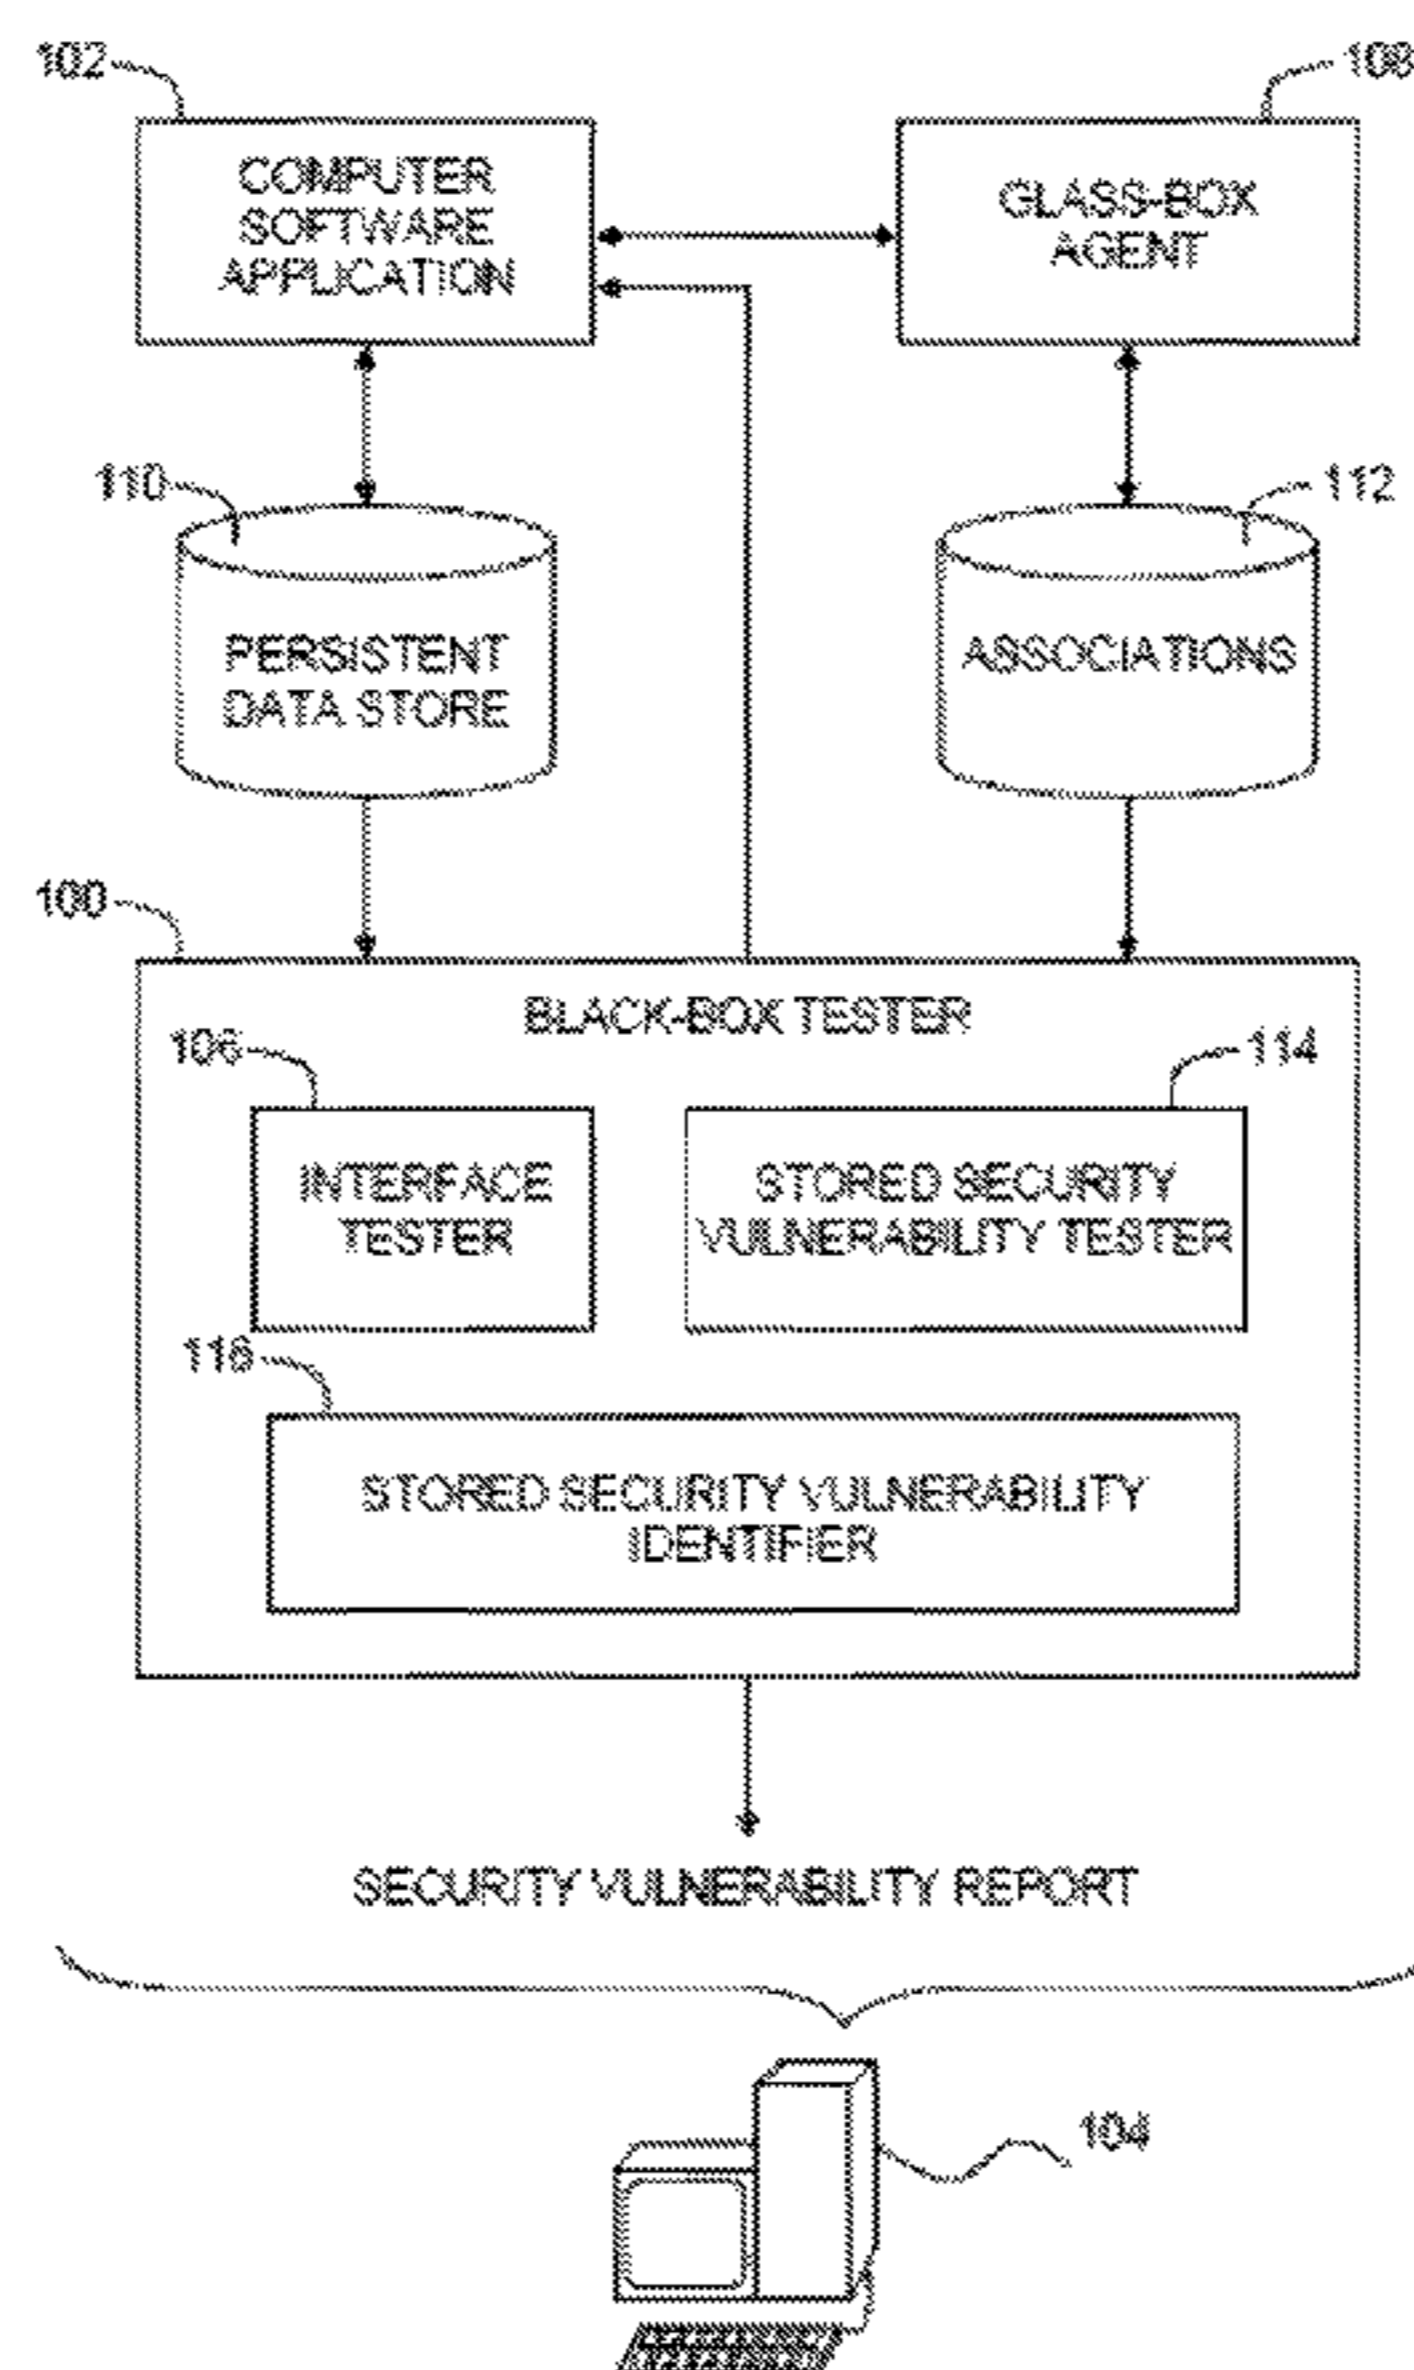 102
108
COMPUTER
SOFTWARE
APPLICATION
GLASS-BOX
AGENT
110
112
PERSISTENT
DATA STORE
ASSOCIATIONS
100
BLACK-BOX TESTER
106
114
INTERFACE
TESTER
STORED SECURITY
VULNERABILITY TESTER
116
STORED SECURITY VULNERABILITY
IDENTIFIER
SECURITY VULNERABILITY REPORT
104